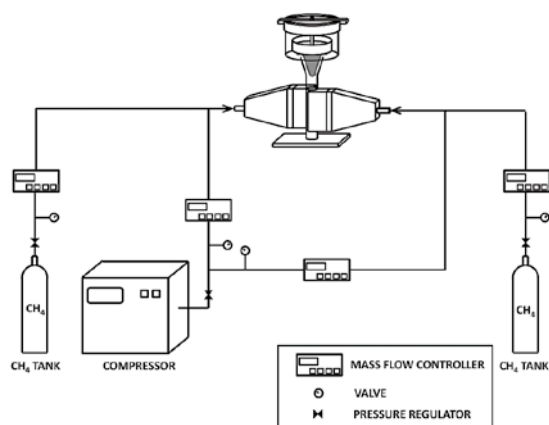 CH₄
CH₄
CH₄ TANK
COMPRESSOR
CH₄ TANK
MASS FLOW CONTROLLER
VALVE
PRESSURE REGULATOR